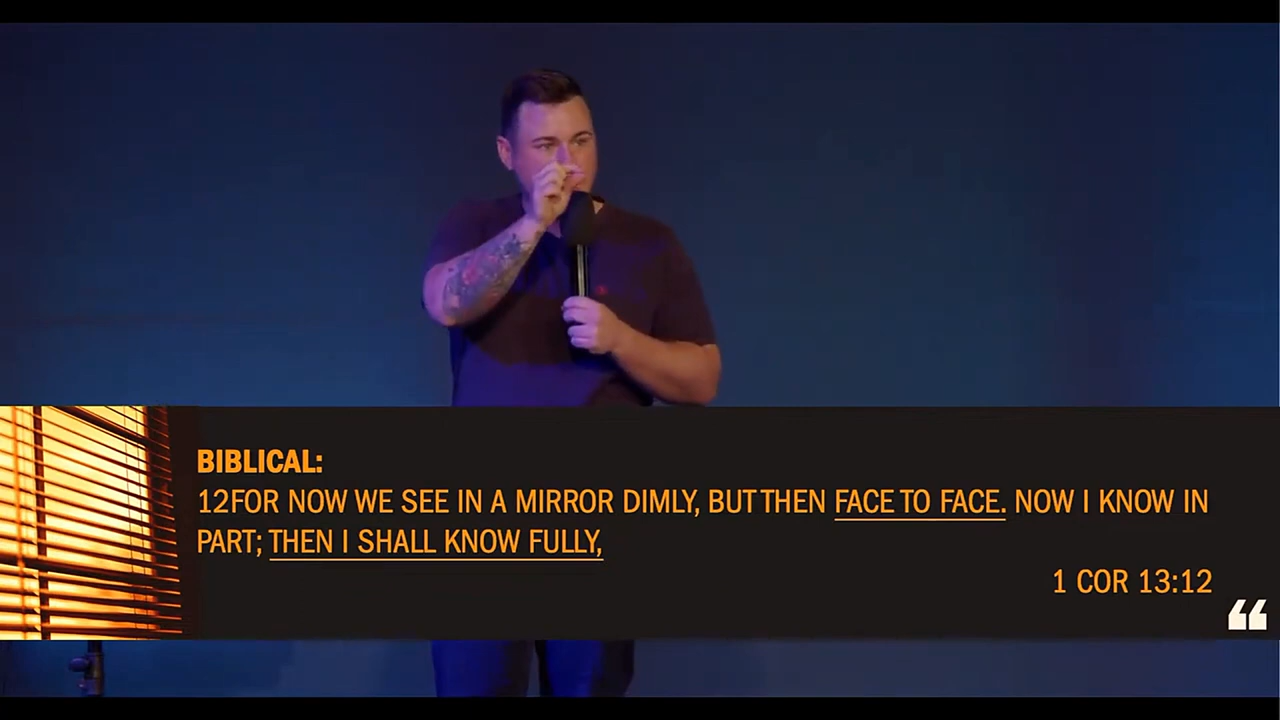 BIBLICAL:
12FOR NOW WE SEE IN A MIRROR DIMLY, BUT THEN FACE TO FACE. NOW I KNOW IN
PART; THEN I SHALL KNOW FULLY,
1 COR 13:12
❝